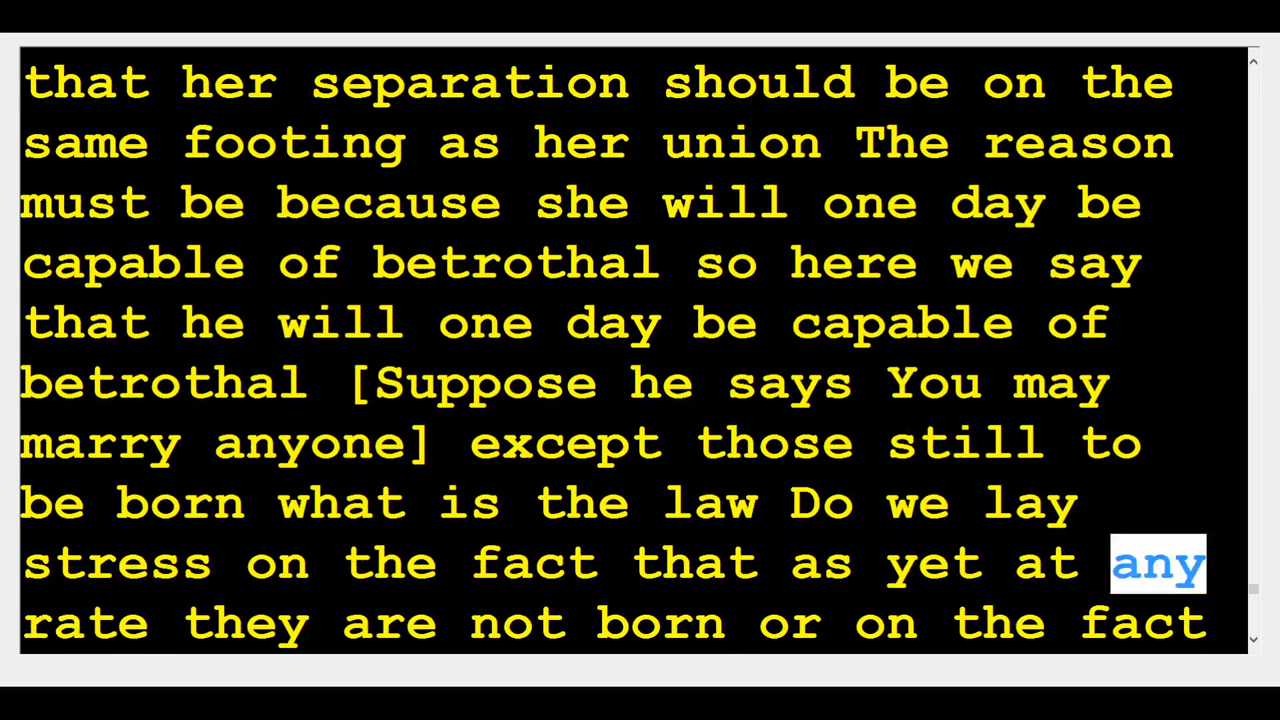 that her separation should be on the
same footing as her union The reason
must be because she will one day be
capable of betrothal so here we say
that he will one day be capable of
betrothal [Suppose he says You may
marry anyone] except those still to
be born what is the law Do we lay
stress on the fact that as yet at any
rate they are not born or on the fact